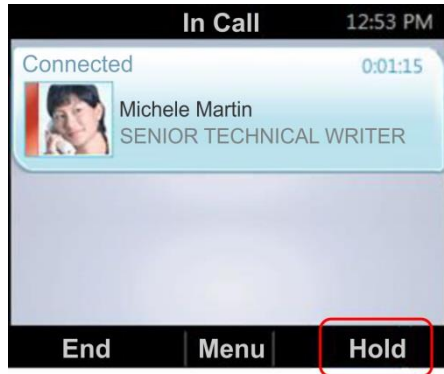 In Call 12:53 PM
Connected 0:01:15
Michele Martin
SENIOR TECHNICAL WRITER
End Menu Hold